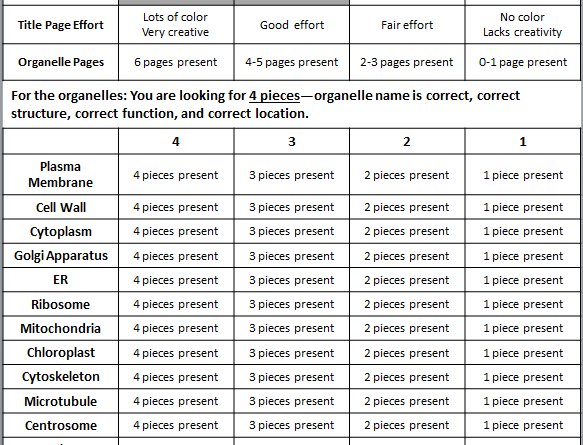 Title Page Effort Lots of color Very creative Good effort Fair effort No color Lacks creativity
Organelle Pages 6 pages present 4-5 pages present 2-3 pages present 0-1 page present
For the organelles: You are looking for 4 pieces—organelle name is correct, correct
structure, correct function, and correct location.
4 3 2 1
Plasma Membrane 4 pieces present 3 pieces present 2 pieces present 1 piece present
Cell Wall 4 pieces present 3 pieces present 2 pieces present 1 piece present
Cytoplasm 4 pieces present 3 pieces present 2 pieces present 1 piece present
Golgi Apparatus 4 pieces present 3 pieces present 2 pieces present 1 piece present
ER 4 pieces present 3 pieces present 2 pieces present 1 piece present
Ribosome 4 pieces present 3 pieces present 2 pieces present 1 piece present
Mitochondria 4 pieces present 3 pieces present 2 pieces present 1 piece present
Chloroplast 4 pieces present 3 pieces present 2 pieces present 1 piece present
Cytoskeleton 4 pieces present 3 pieces present 2 pieces present 1 piece present
Microtubule 4 pieces present 3 pieces present 2 pieces present 1 piece present
Centrosome 4 pieces present 3 pieces present 2 pieces present 1 piece present